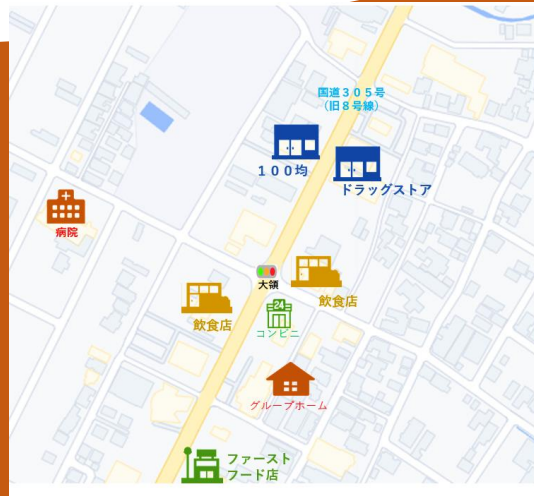 国道３０５号
（旧８号線）
１００均
ドラッグストア
病院
大領
飲食店
飲食店
24
コンビニ
グループホーム
ファースト
フード店